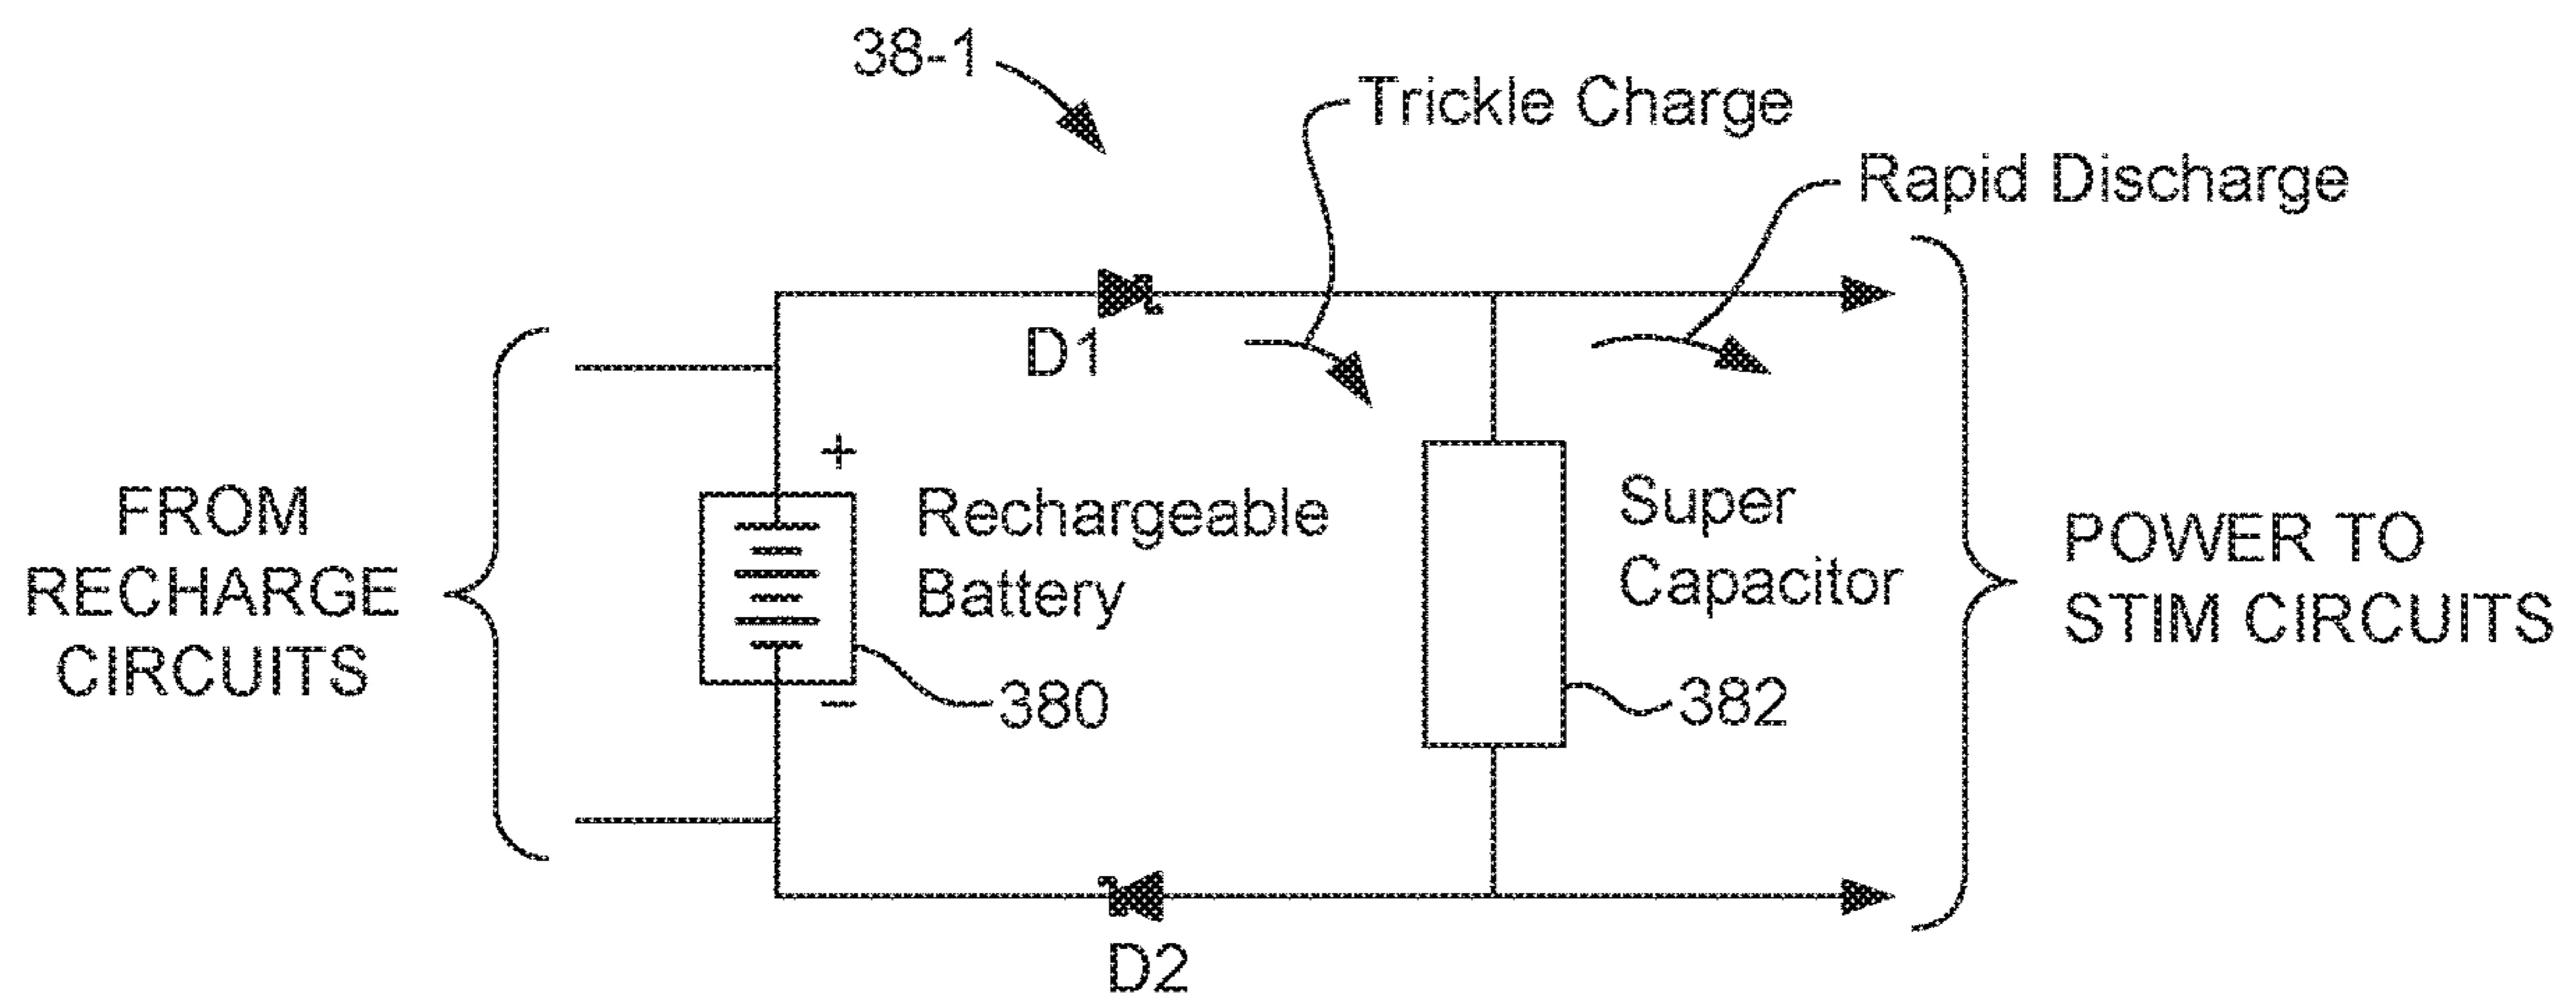 38-1
Trickle Charge
Rapid Discharge
D1
+
FROM
RECHARGE
CIRCUITS
Rechargeable
Battery
Super
Capacitor
POWER TO
STIM CIRCUITS
–
380
382
D2